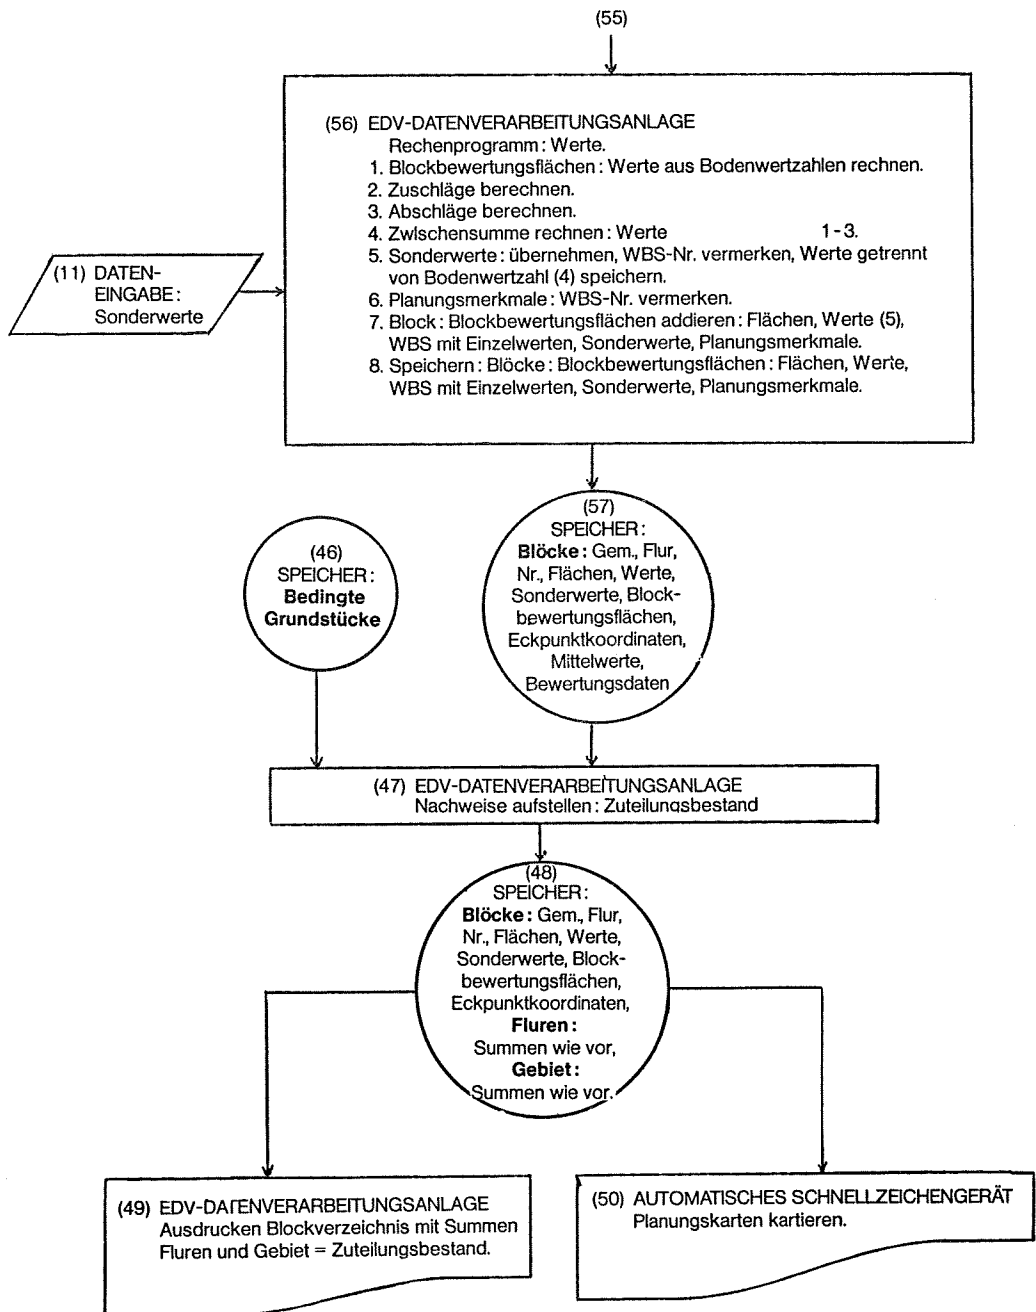 (55)
(56) EDV-DATENVERARBEITUNGSANLAGE
Rechenprogramm: Werte.
1. Blockbewertungsflächen: Werte aus Bodenwertzahlen rechnen.
2. Zuschläge berechnen.
3. Abschläge berechnen.
4. Zwischensumme rechnen: Werte 1-3.
5. Sonderwerte: übernehmen, WBS-Nr. vermerken, Werte getrennt
von Bodenwertzahl (4) speichern.
6. Planungsmerkmale: WBS-Nr. vermerken.
7. Block: Blockbewertungsflächen addieren: Flächen, Werte (5),
WBS mit Einzelwerten, Sonderwerte, Planungsmerkmale.
8. Speichern: Blöcke: Blockbewertungsflächen: Flächen, Werte,
WBS mit Einzelwerten, Sonderwerte, Planungsmerkmale.
(11) DATEN-
EINGABE:
Sonderwerte
(46)
SPEICHER:
Bedingte
Grundstücke
(57)
SPEICHER:
Blöcke: Gem., Flur,
Nr., Flächen, Werte,
Sonderwerte, Block-
bewertungsflächen,
Eckpunktkoordinaten,
Mittelwerte,
Bewertungsdaten
(47) EDV-DATENVERARBEITUNGSANLAGE
Nachweise aufstellen: Zuteilungsbestand
(48)
SPEICHER:
Blöcke: Gem., Flur,
Nr., Flächen, Werte,
Sonderwerte, Block-
bewertungsflächen,
Eckpunktkoordinaten,
Fluren:
Summen wie vor,
Gebiet:
Summen wie vor.
(49) EDV-DATENVERARBEITUNGSANLAGE
Ausdrucken Blockverzeichnis mit Summen
Fluren und Gebiet = Zuteilungsbestand.
(50) AUTOMATISCHES SCHNELLZEICHENGERÄT
Planungskarten kartieren.